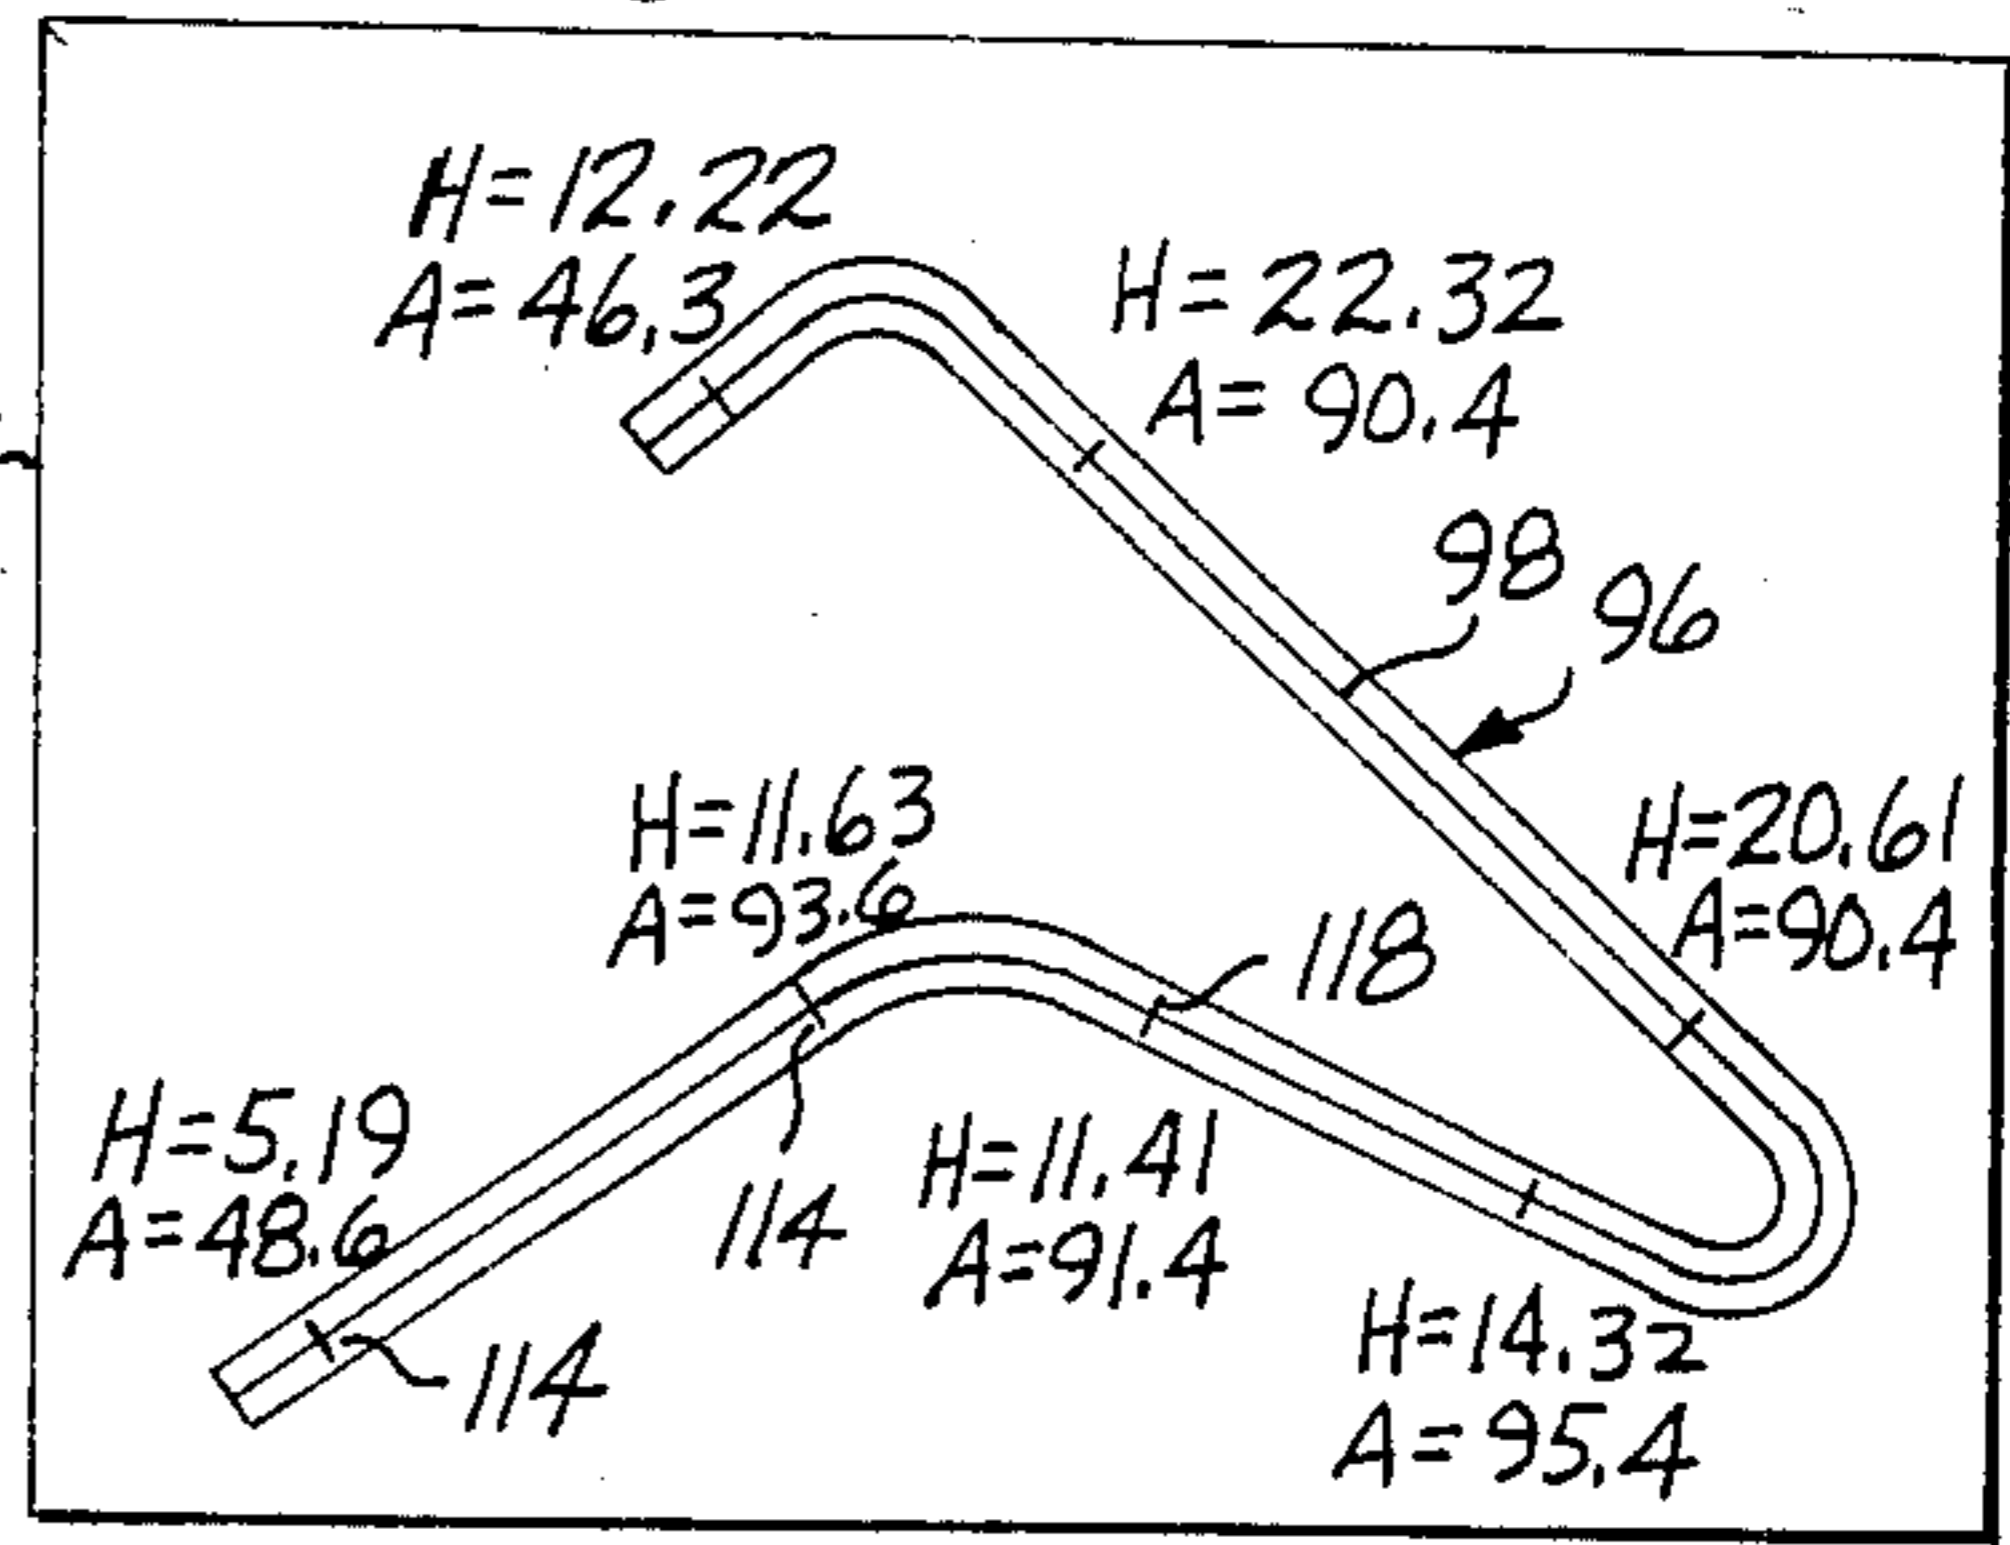 H=12.22
A=46.3
H=22.32
A=90.4
98
96
H=20.61
A=90.4
H=11.63
A=93.6
118
H=5.19
A=48.6
114
H=11.41
A=91.4
114
H=14.32
A=95.4